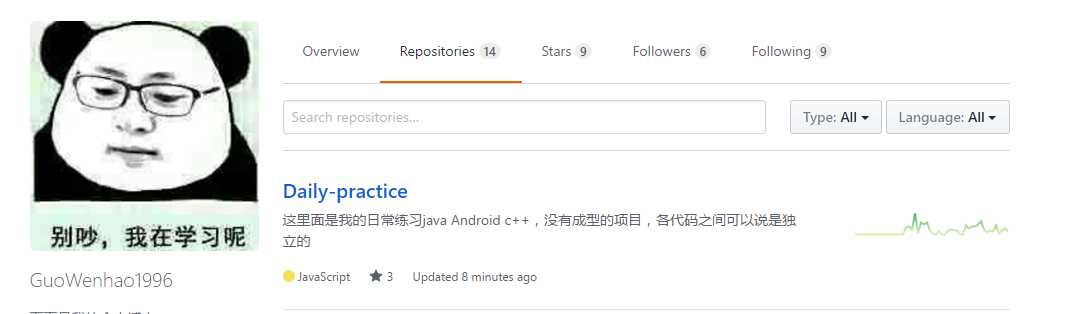 Overview Repositories 14 Stars 9 Followers 6 Following 9
Search repositories... Type: All Language: All
Daily-practice
这里面是我的日常练习java Android c++，没有成型的项目，各代码之间可以说是独
立的
JavaScript 3 Updated 8 minutes ago
别吵，我在学习呢
GuoWenhao1996